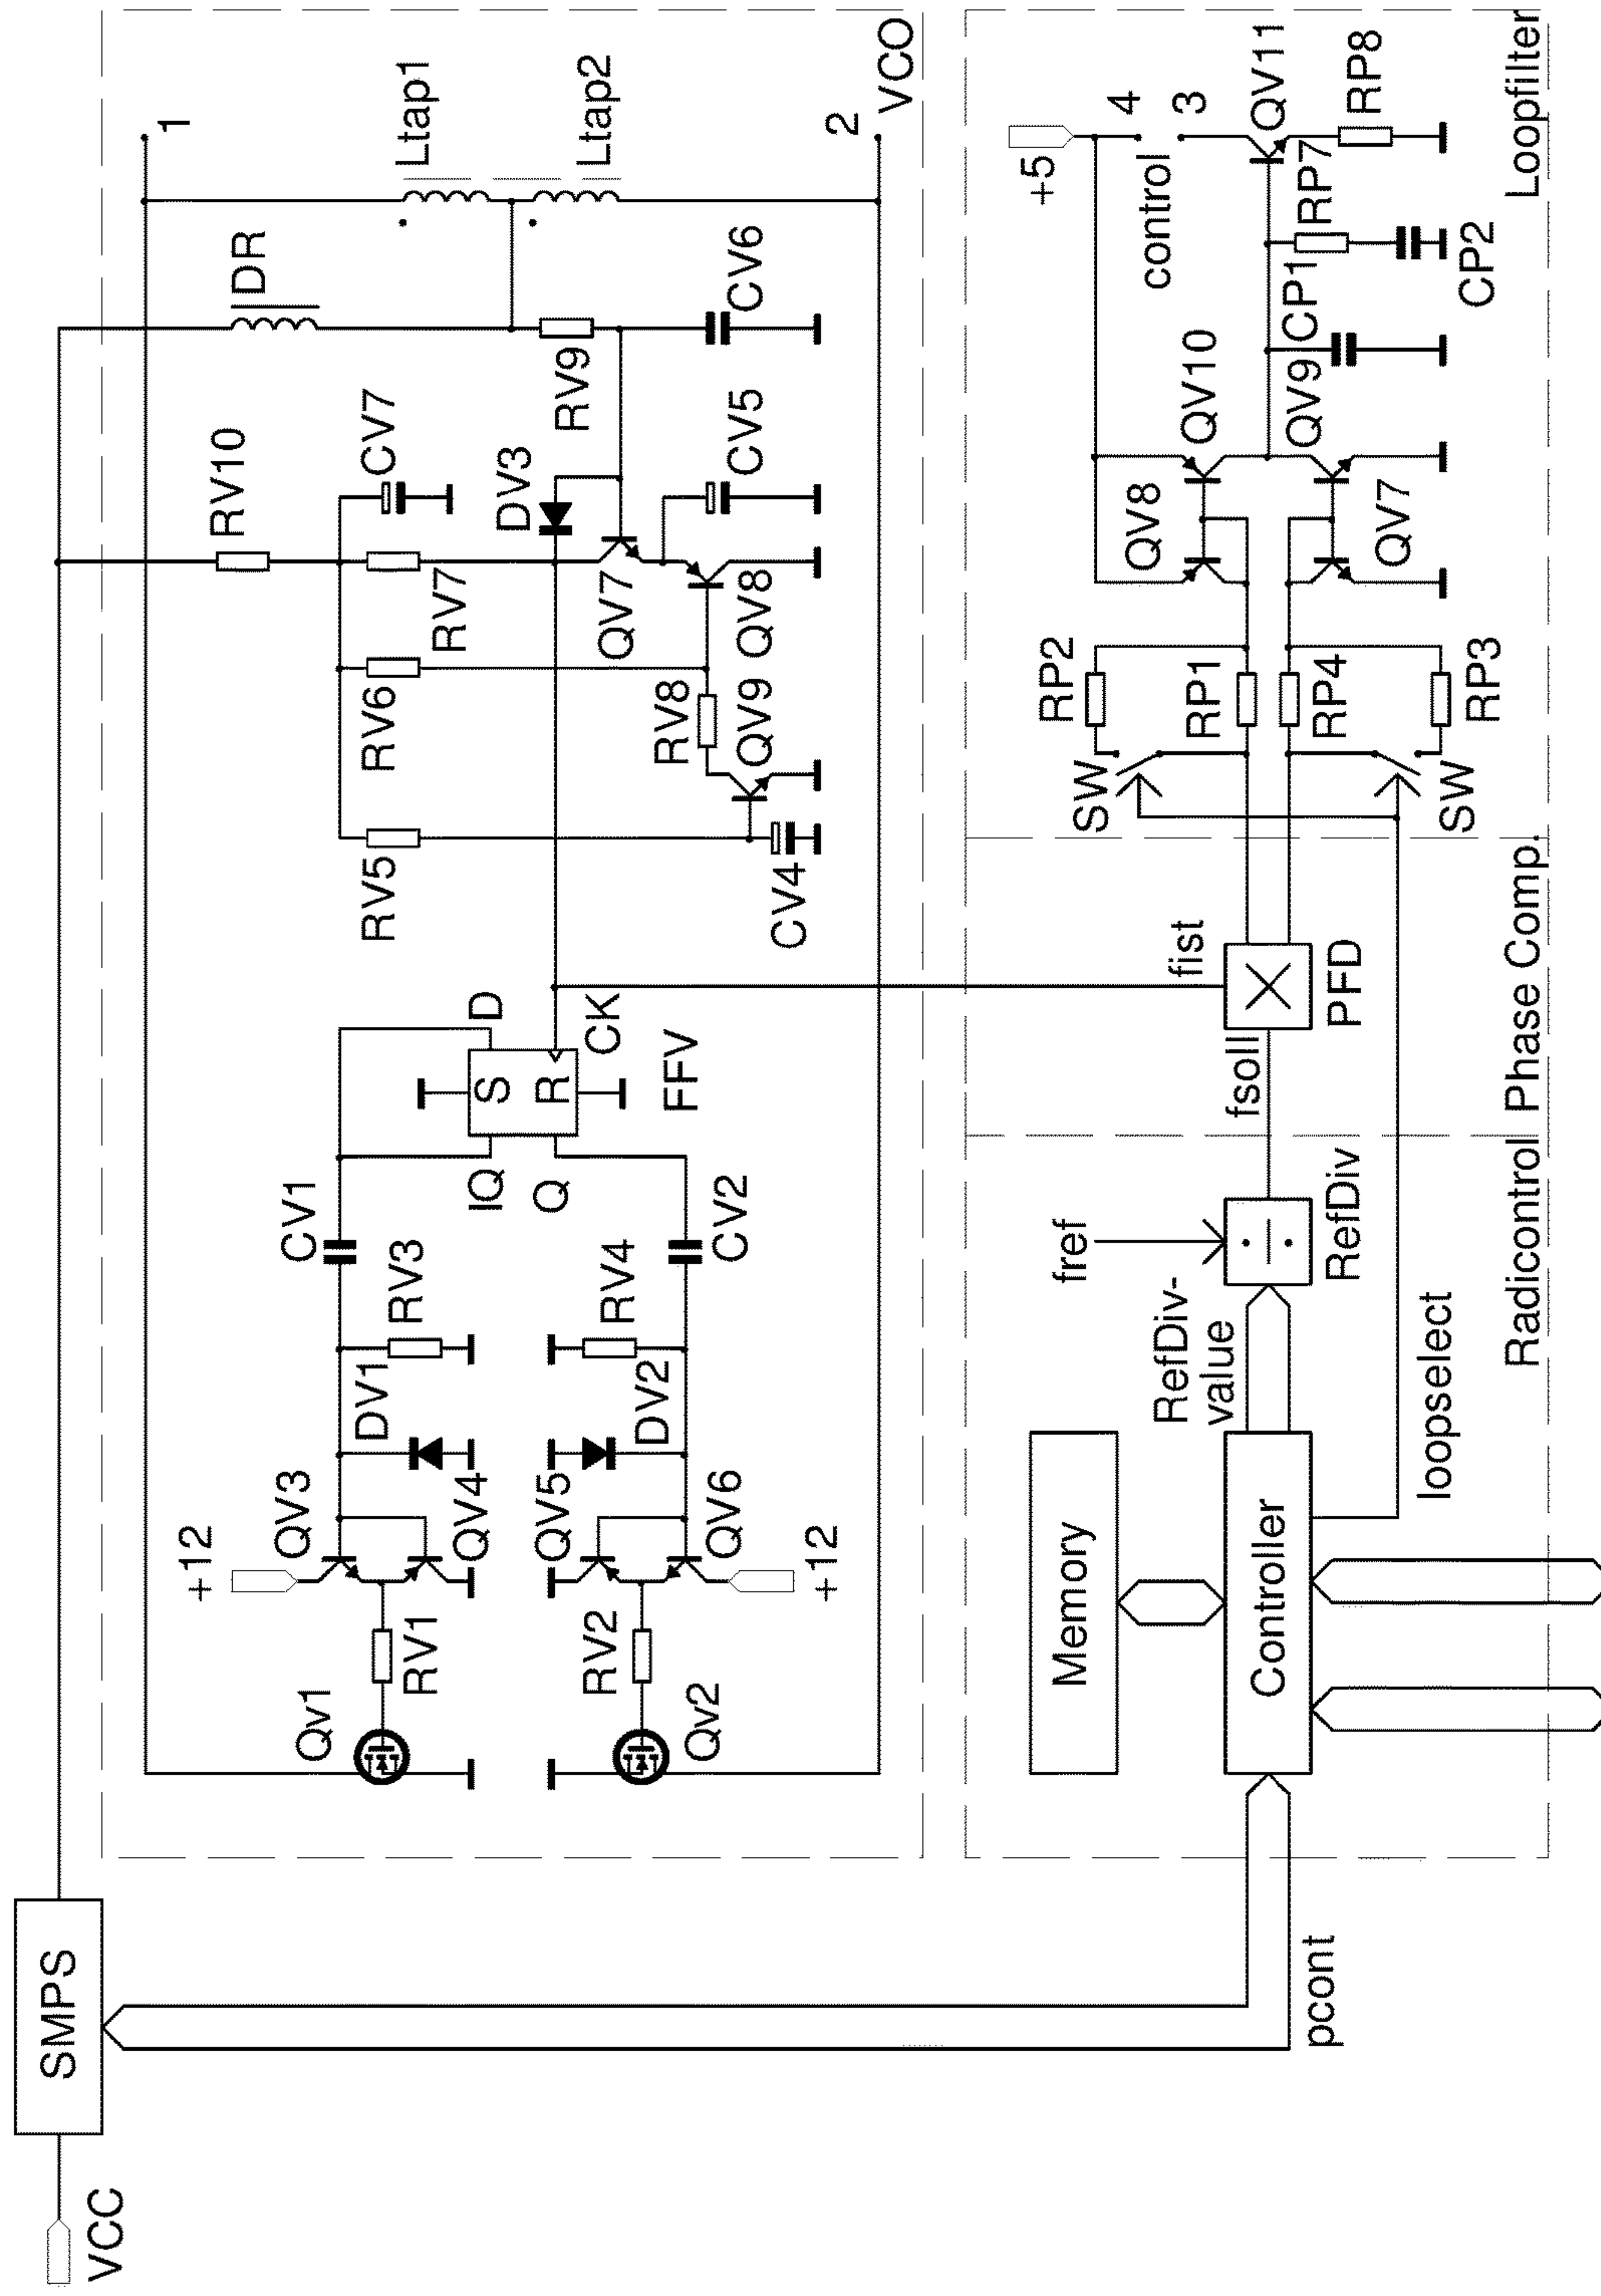 VCC
SMPS
pcont
VCO
1
2
Qv1
RV1
+12
QV3
QV4
DV1
RV3
CV1
Qv2
RV2
+12
QV5
QV6
DV2
RV4
CV2
IQ
Q
S
R
D
CK
FFV
RV5
CV4
RV6
RV8
QV9
RV7
RV10
CV7
QV7
QV8
DV3
CV5
RV9
CV6
DR
Ltap1
Ltap2
Memory
Controller
RefDiv-
value
loopselect
fref
RefDiv
Radicontrol
fsoll
fist
PFD
Phase Comp.
SW
SW
RP2
RP1
RP4
RP3
QV8
QV10
QV9
QV7
+5
control
4
3
CP1
RP7
CP2
QV11
RP8
Loopfilter